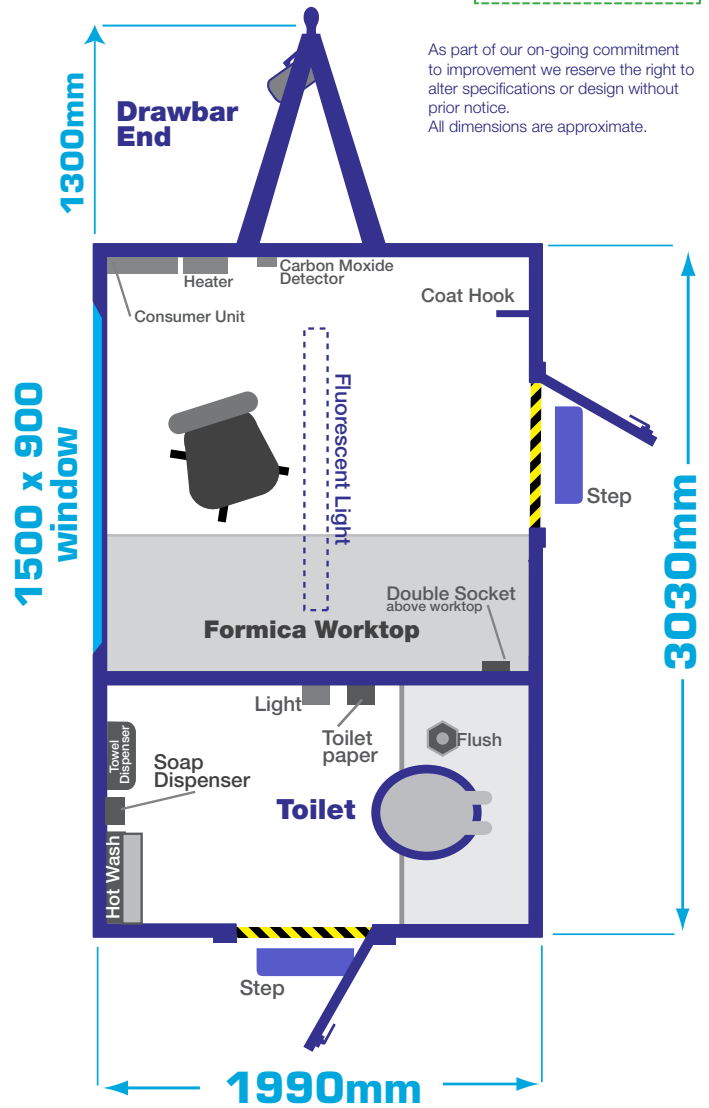 As part of our on-going commitment
to improvement we reserve the right to
alter specifications or design without
prior notice.
All dimensions are approximate.
1300mm
Drawbar
End
Carbon Moxide
Detector
Heater
Consumer Unit
Coat Hook
1500 x 900
window
Fluorescent Light
Step
3030mm
Double Socket
above worktop
Formica Worktop
Light
Toilet
paper
Flush
Towel
Dispenser
Soap
Dispenser
Toilet
Hot Wash
Step
1990mm